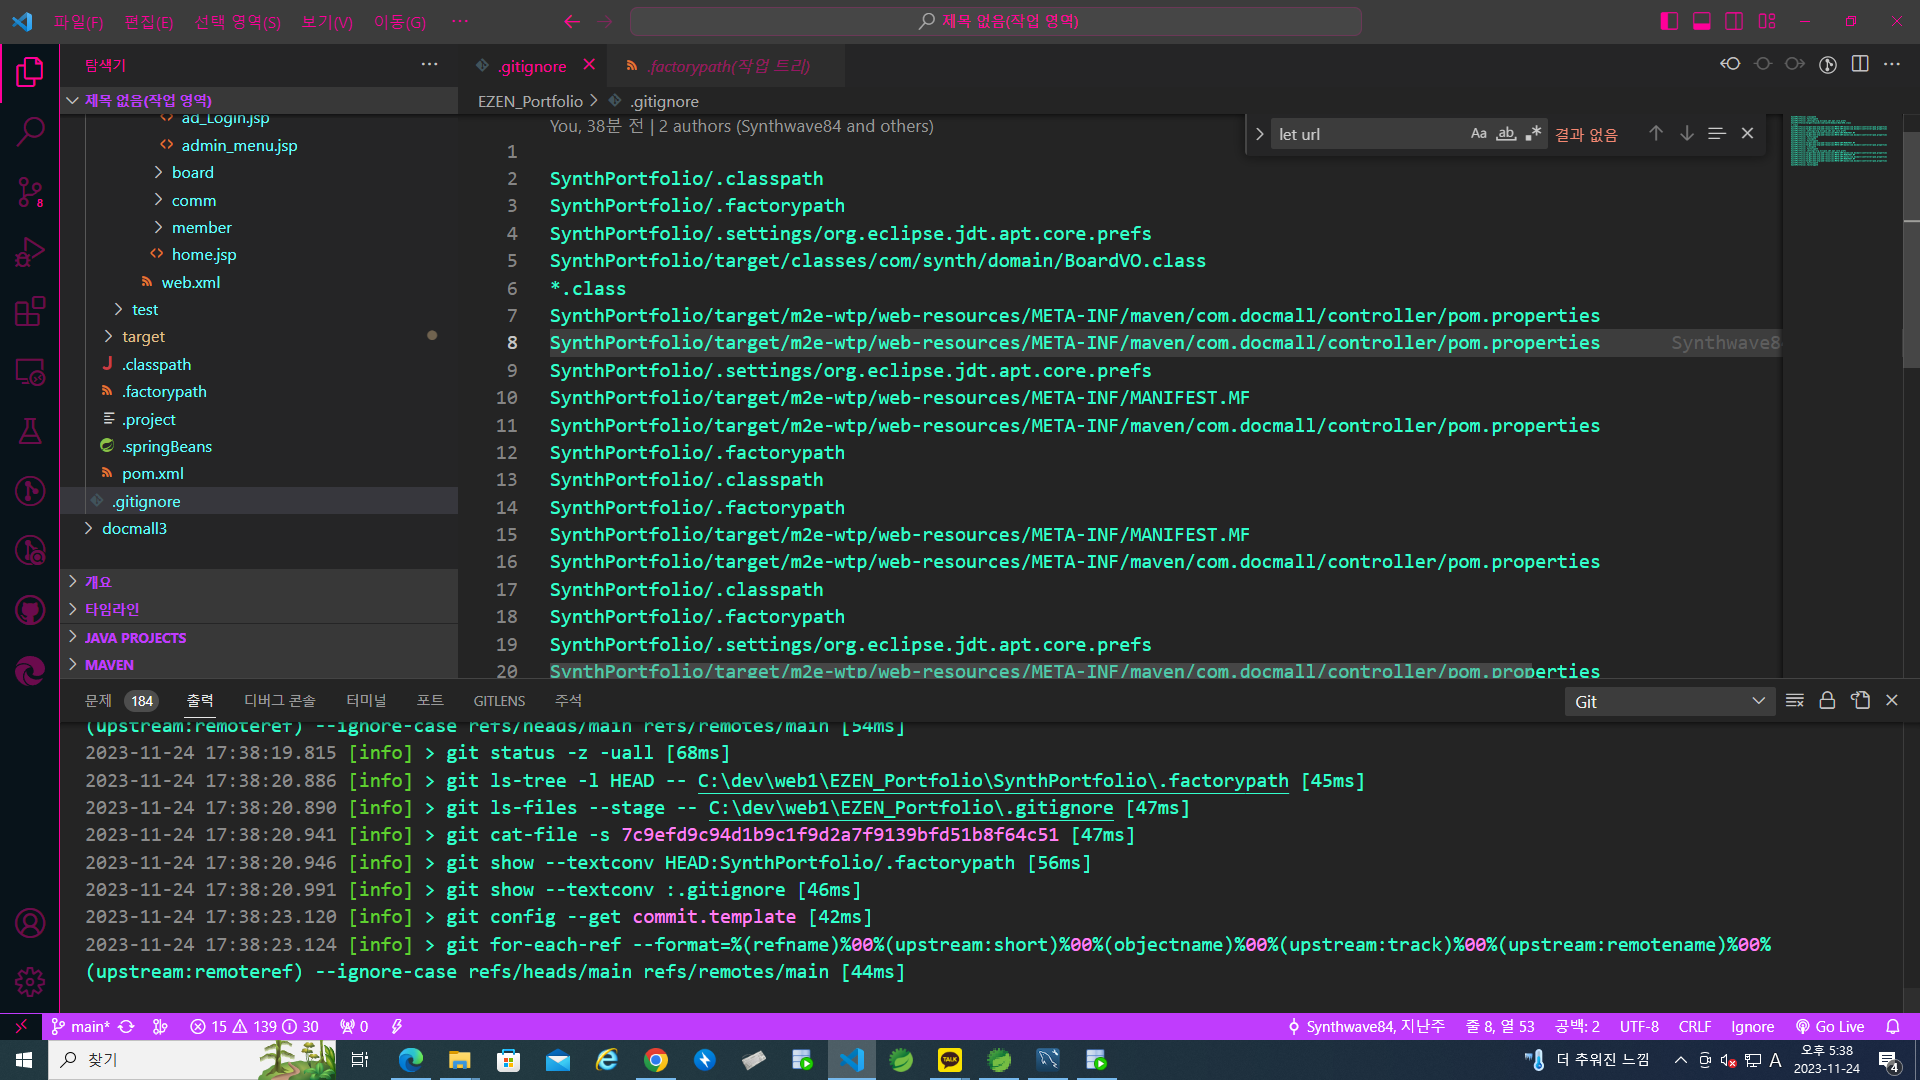 파일(F) 편집(E) 선택 영역(S) 보기(V) 이동(G) ···
제목 없음(작업 영역)
탐색기
제목 없음(작업 영역)
ad_Login.jsp
admin_menu.jsp
board
comm
member
home.jsp
web.xml
test
target
.classpath
.factorypath
.project
.springBeans
pom.xml
.gitignore
docmall3
개요
타임라인
JAVA PROJECTS
MAVEN
.gitignore
.factorypath(작업 트리)
EZEN_Portfolio > .gitignore
You, 38분 전 | 2 authors (Synthwave84 and others)
let url
Aa ab 결과 없음
1
2 SynthPortfolio/.classpath
3 SynthPortfolio/.factorypath
4 SynthPortfolio/.settings/org.eclipse.jdt.apt.core.prefs
5 SynthPortfolio/target/classes/com/synth/domain/BoardVO.class
6 *.class
7 SynthPortfolio/target/m2e-wtp/web-resources/META-INF/maven/com.docmall/controller/pom.properties
8 SynthPortfolio/target/m2e-wtp/web-resources/META-INF/maven/com.docmall/controller/pom.properties Synthwave8
9 SynthPortfolio/.settings/org.eclipse.jdt.apt.core.prefs
10 SynthPortfolio/target/m2e-wtp/web-resources/META-INF/MANIFEST.MF
11 SynthPortfolio/target/m2e-wtp/web-resources/META-INF/maven/com.docmall/controller/pom.properties
12 SynthPortfolio/.factorypath
13 SynthPortfolio/.classpath
14 SynthPortfolio/.factorypath
15 SynthPortfolio/target/m2e-wtp/web-resources/META-INF/MANIFEST.MF
16 SynthPortfolio/target/m2e-wtp/web-resources/META-INF/maven/com.docmall/controller/pom.properties
17 SynthPortfolio/.classpath
18 SynthPortfolio/.factorypath
19 SynthPortfolio/.settings/org.eclipse.jdt.apt.core.prefs
20 SynthPortfolio/target/m2e-wtp/web-resources/META-INF/maven/com.docmall/controller/pom.properties
문제 184 출력 디버그 콘솔 터미널 포트 GITLENS 주석
Git
(upstream:remoteref) --ignore-case refs/heads/main refs/remotes/main [54ms]
2023-11-24 17:38:19.815 [info] > git status -z -uall [68ms]
2023-11-24 17:38:20.886 [info] > git ls-tree -l HEAD -- C:\dev\web1\EZEN_Portfolio\SynthPortfolio\.factorypath [45ms]
2023-11-24 17:38:20.890 [info] > git ls-files --stage -- C:\dev\web1\EZEN_Portfolio\.gitignore [47ms]
2023-11-24 17:38:20.941 [info] > git cat-file -s 7c9efd9c94d1b9c1f9d2a7f9139bfd51b8f64c51 [47ms]
2023-11-24 17:38:20.946 [info] > git show --textconv HEAD:SynthPortfolio/.factorypath [56ms]
2023-11-24 17:38:20.991 [info] > git show --textconv :.gitignore [46ms]
2023-11-24 17:38:23.120 [info] > git config --get commit.template [42ms]
2023-11-24 17:38:23.124 [info] > git for-each-ref --format=%(refname)%00%(upstream:short)%00%(objectname)%00%(upstream:track)%00%(upstream:remotename)%00%
(upstream:remoteref) --ignore-case refs/heads/main refs/remotes/main [44ms]
8
main* 15 139 30 0
Synthwave84, 지난주 줄 8, 열 53 공백: 2 UTF-8 CRLF Ignore Go Live
찾기
TALK
더 추워진 느낌
A
오후 5:38
2023-11-24
4